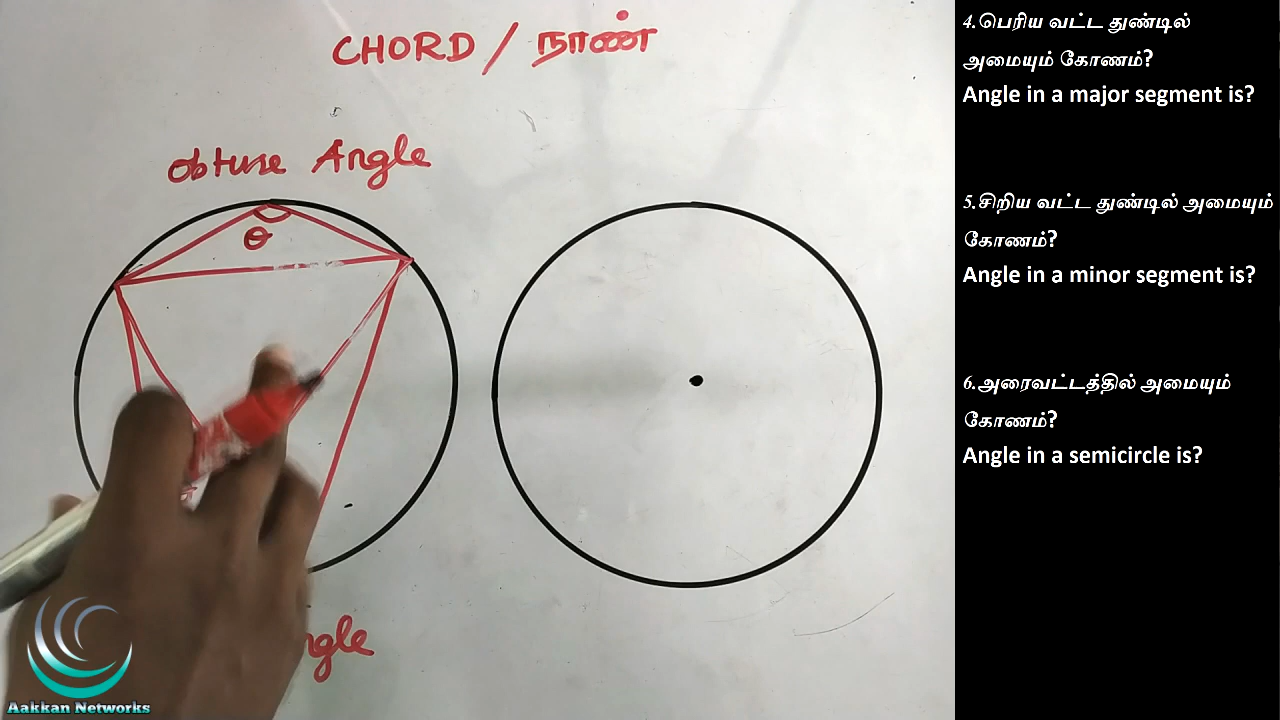 CHORD / நாண்
Obtuse Angle
θ
ngle
4.பெரிய வட்ட துண்டில்
அமையும் கோணம்?
Angle in a major segment is?
5.சிறிய வட்ட துண்டில் அமையும்
கோணம்?
Angle in a minor segment is?
6.அரைவட்டத்தில் அமையும்
கோணம்?
Angle in a semicircle is?
Aakkan Networks